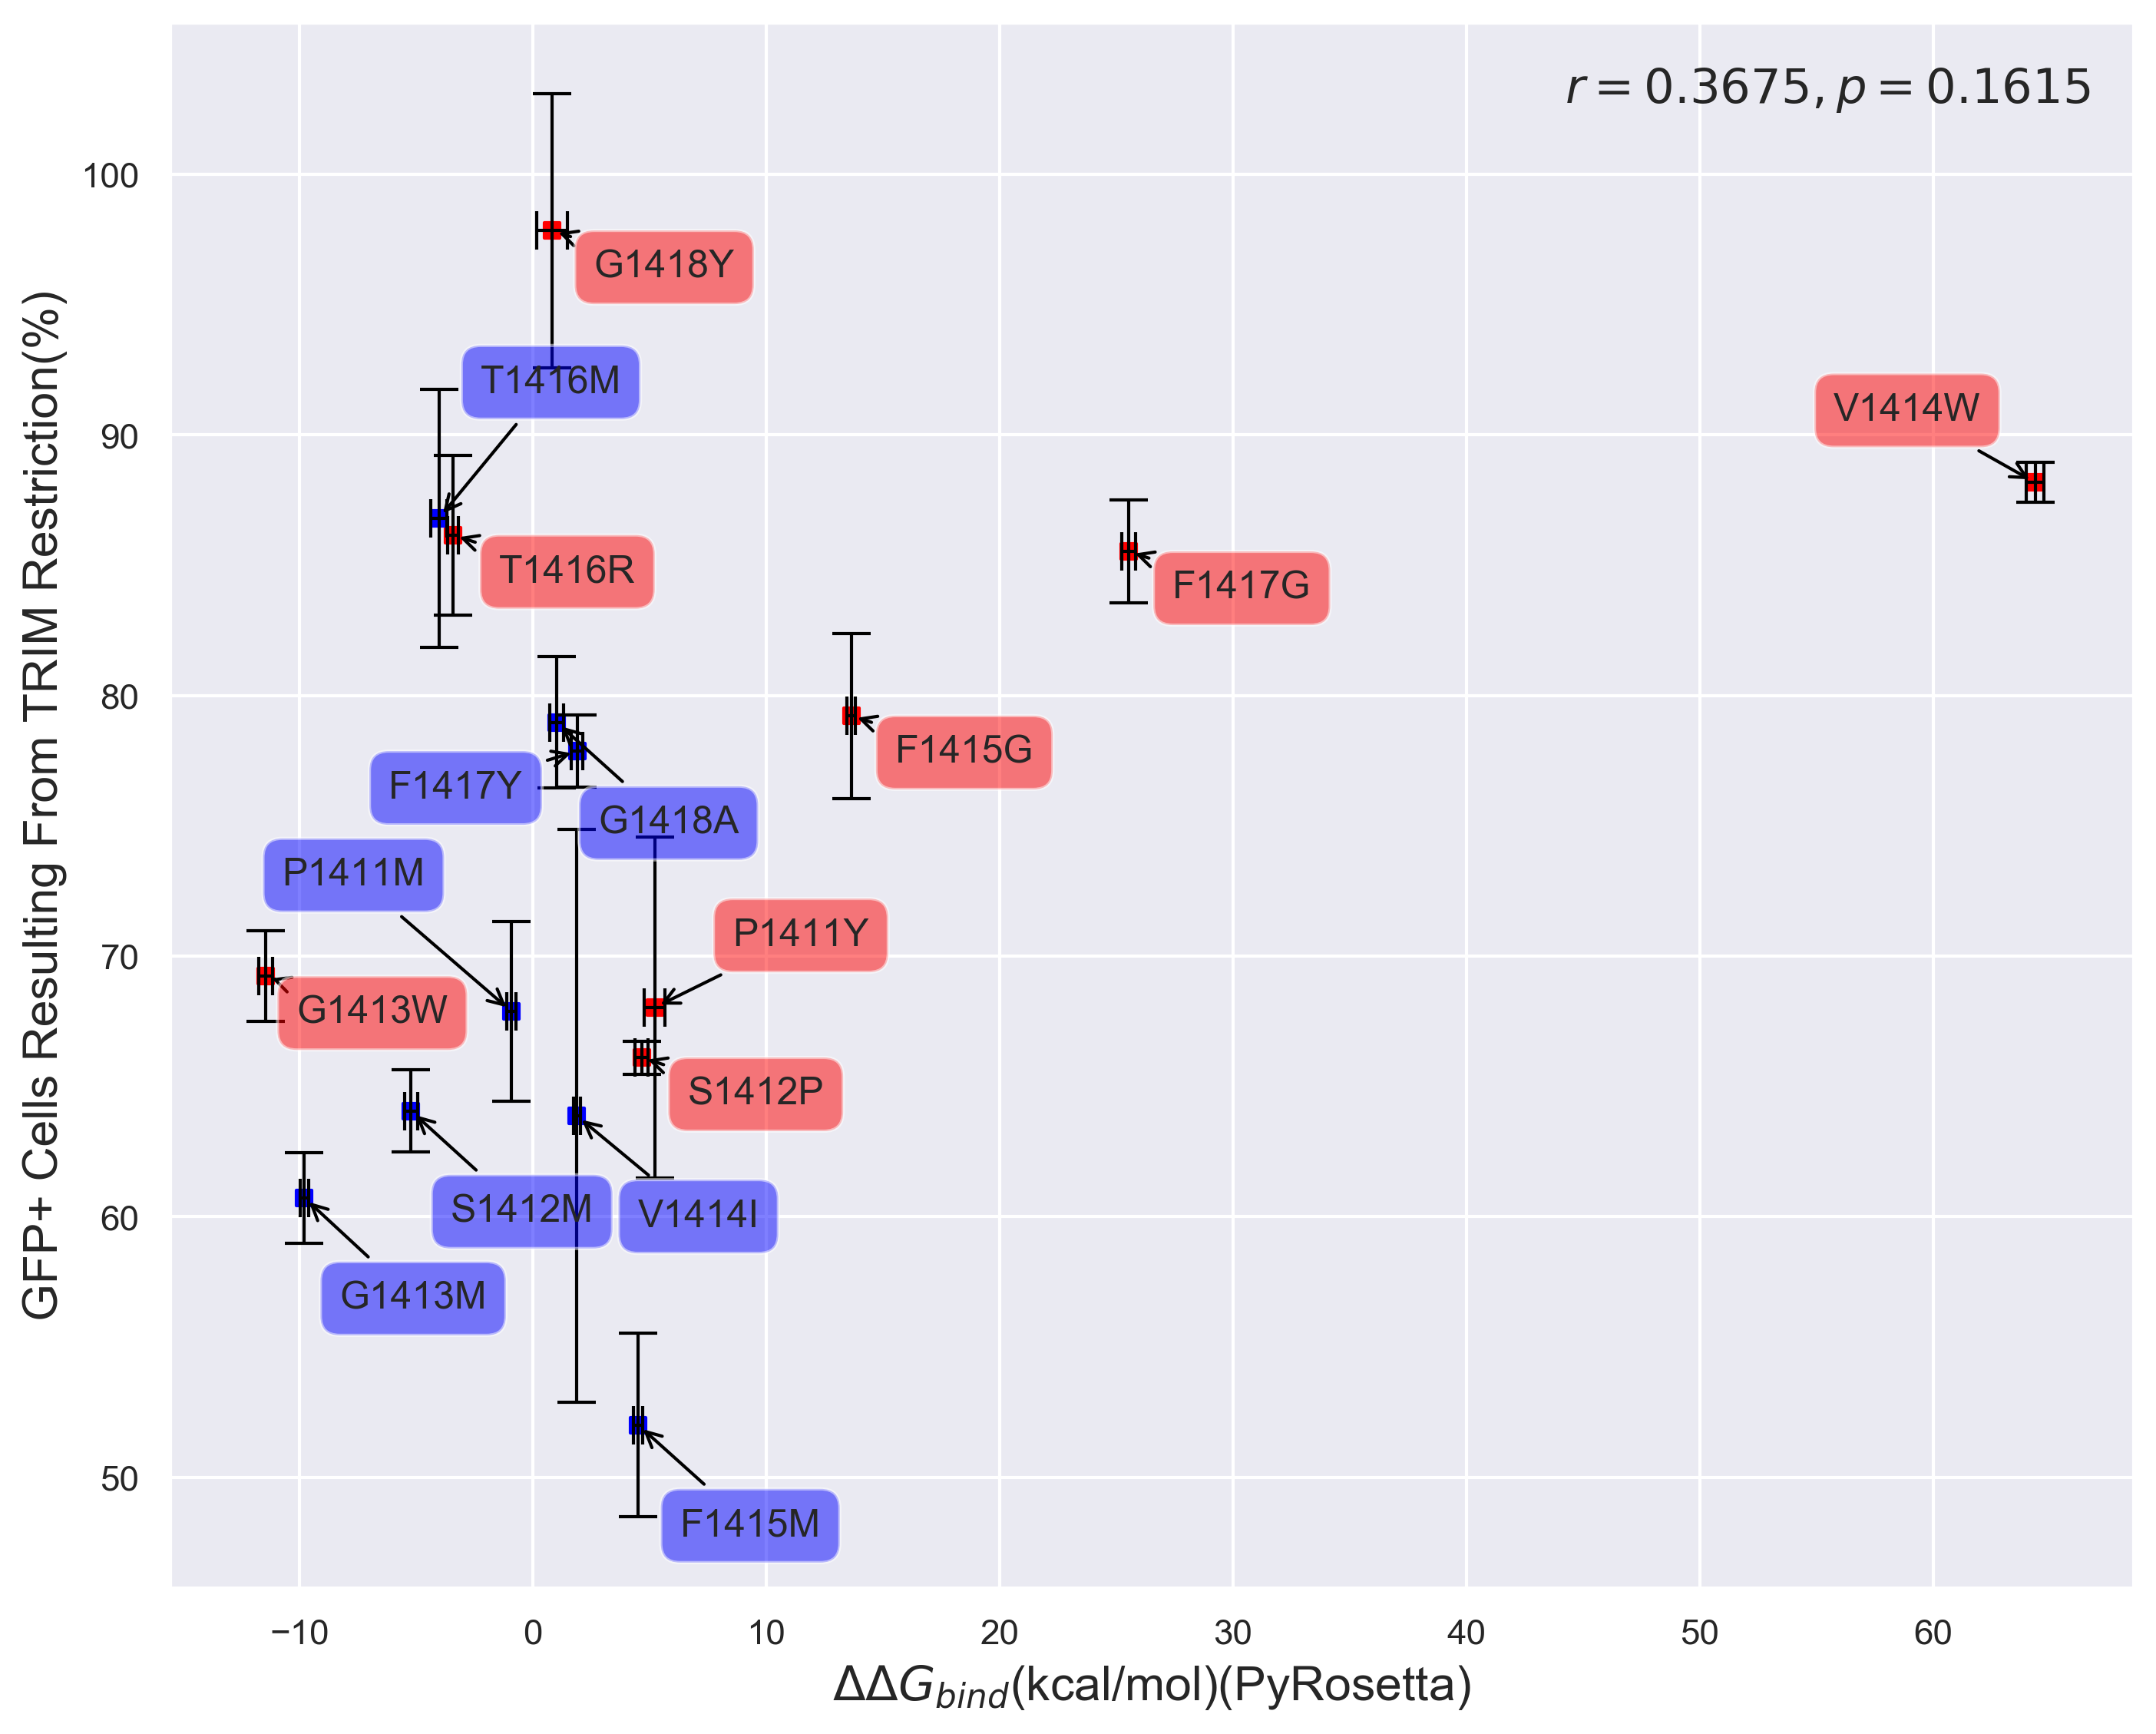 r = 0.3675, p = 0.1615
GFP+ Cells Resulting From TRIM Restriction(%)
100
90
80
70
60
50
G1418Y
T1416M
V1414W
T1416R
F1417G
F1415G
F1417Y
G1418A
P1411M
P1411Y
G1413W
S1412P
S1412M
V1414I
G1413M
F1415M
−10 0 10 20 30 40 50 60
ΔΔG_bind(kcal/mol)(PyRosetta)